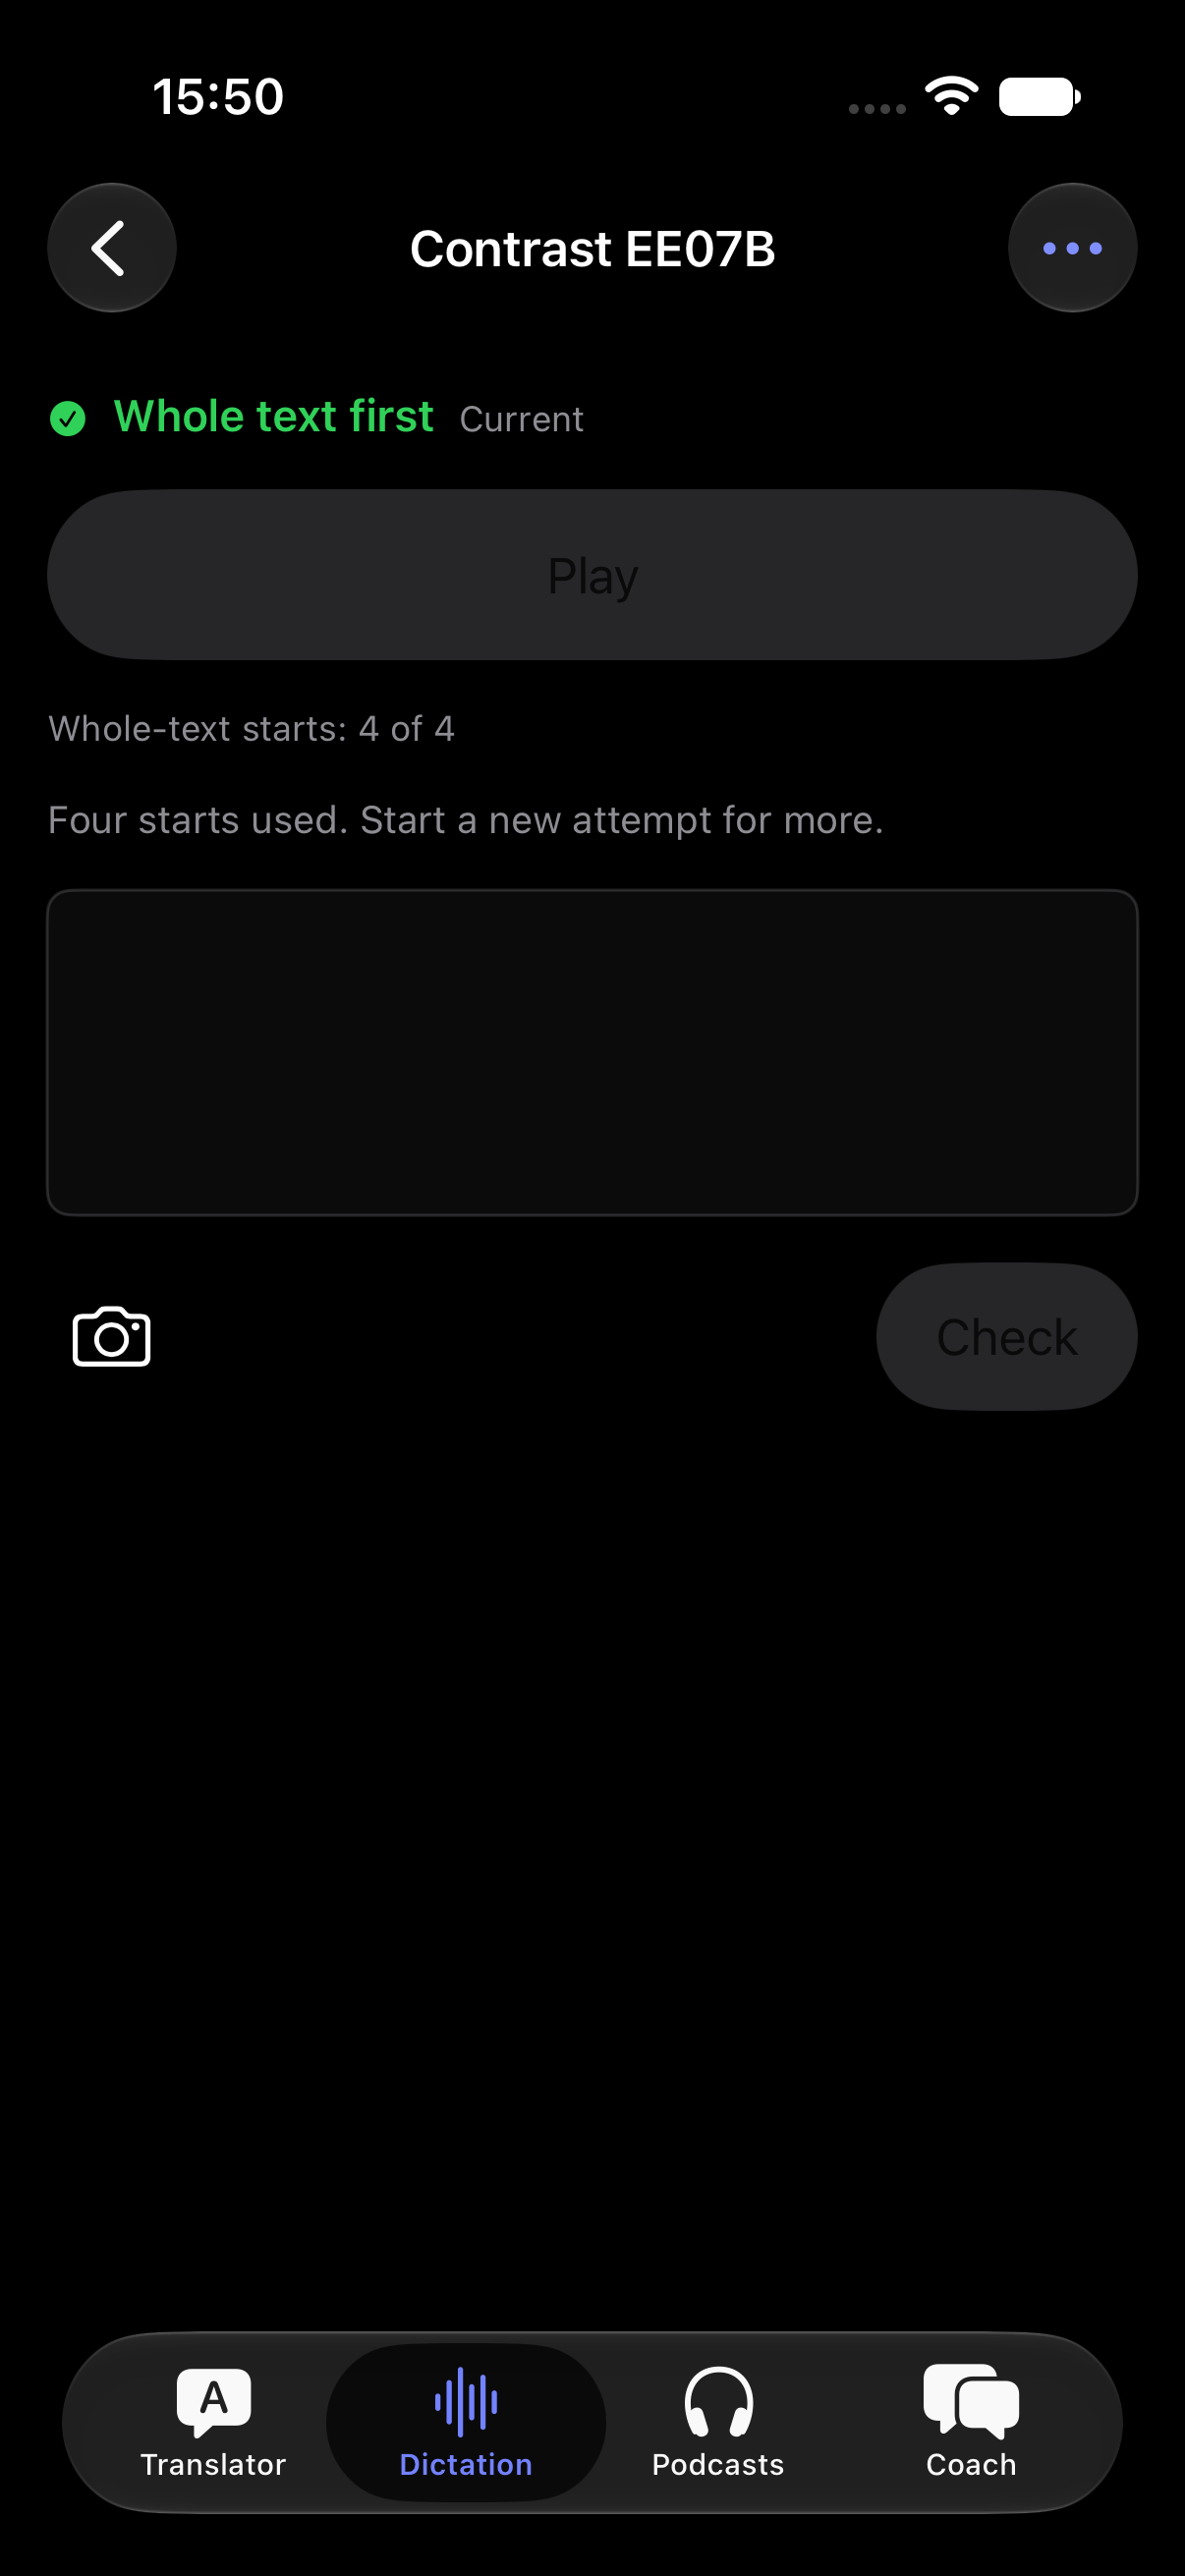 15:50
Contrast EE07B
Whole text first Current
Play
Whole-text starts: 4 of 4
Four starts used. Start a new attempt for more.
Check
A
Translator Dictation Podcasts Coach